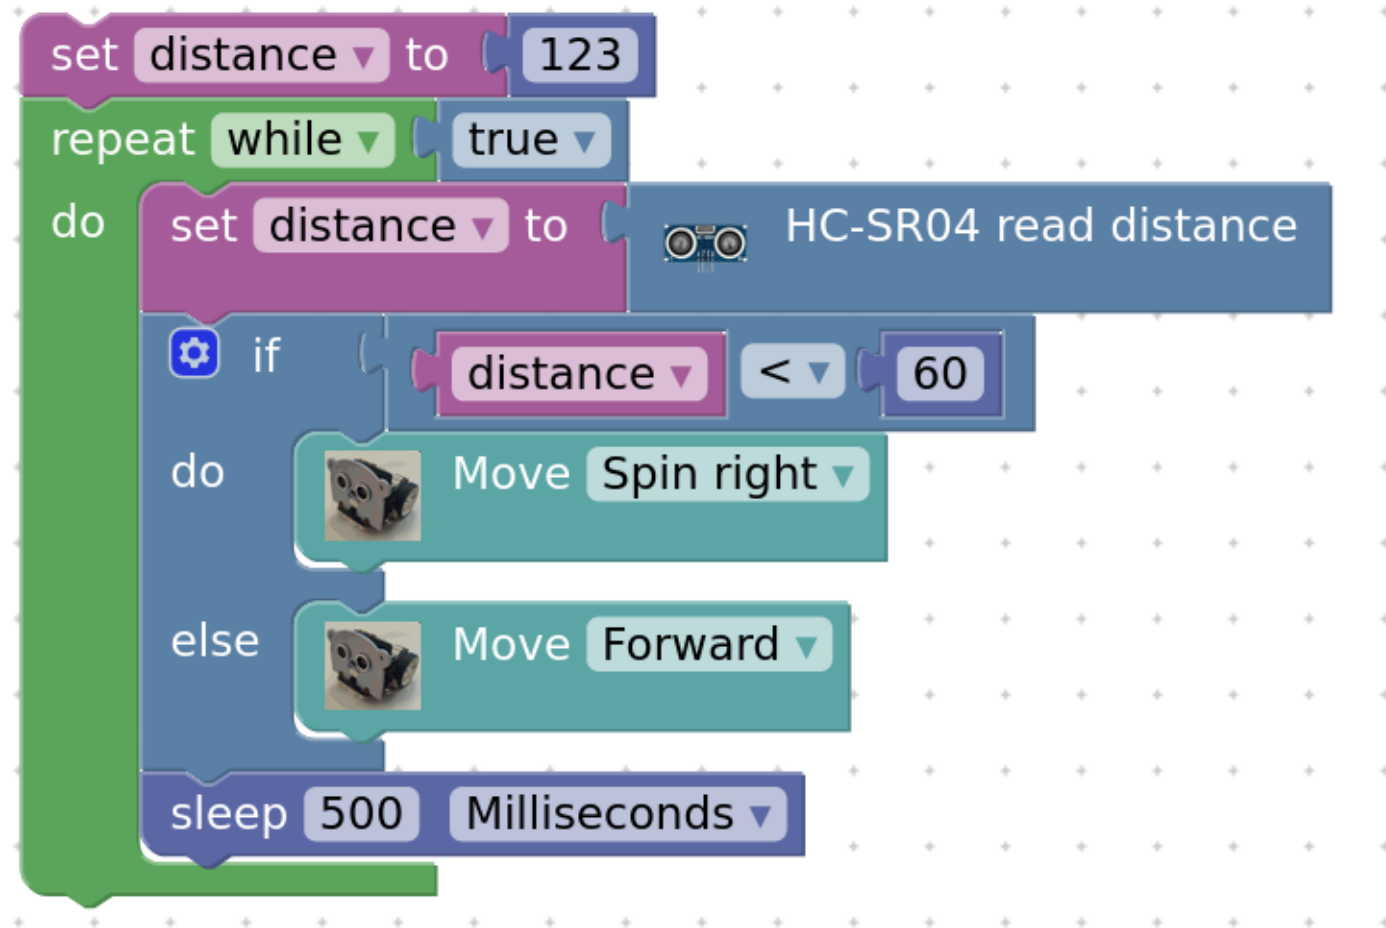 set distance ▼ to 123
repeat while ▼ true ▼
do set distance ▼ to HC-SR04 read distance
if distance ▼ < ▼ 60
do Move Spin right ▼
else Move Forward ▼
sleep 500 Milliseconds ▼